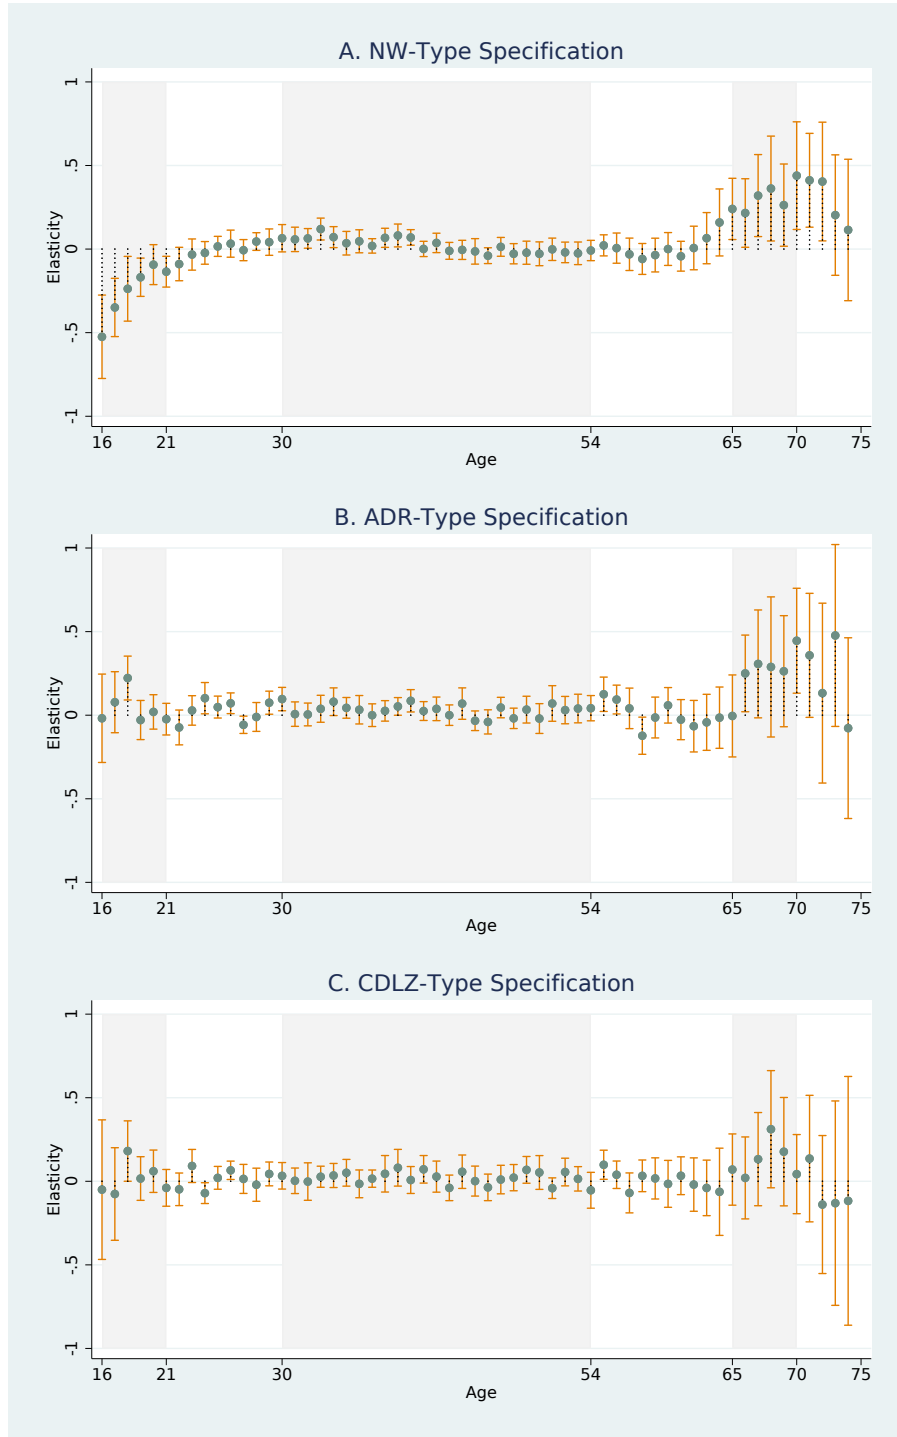 A. NW-Type Specification
1
.5
0
-.5
-1
Elasticity
16 21 30 54 65 70 75
Age
B. ADR-Type Specification
1
.5
0
-.5
-1
Elasticity
16 21 30 54 65 70 75
Age
C. CDLZ-Type Specification
1
.5
0
-.5
-1
Elasticity
16 21 30 54 65 70 75
Age